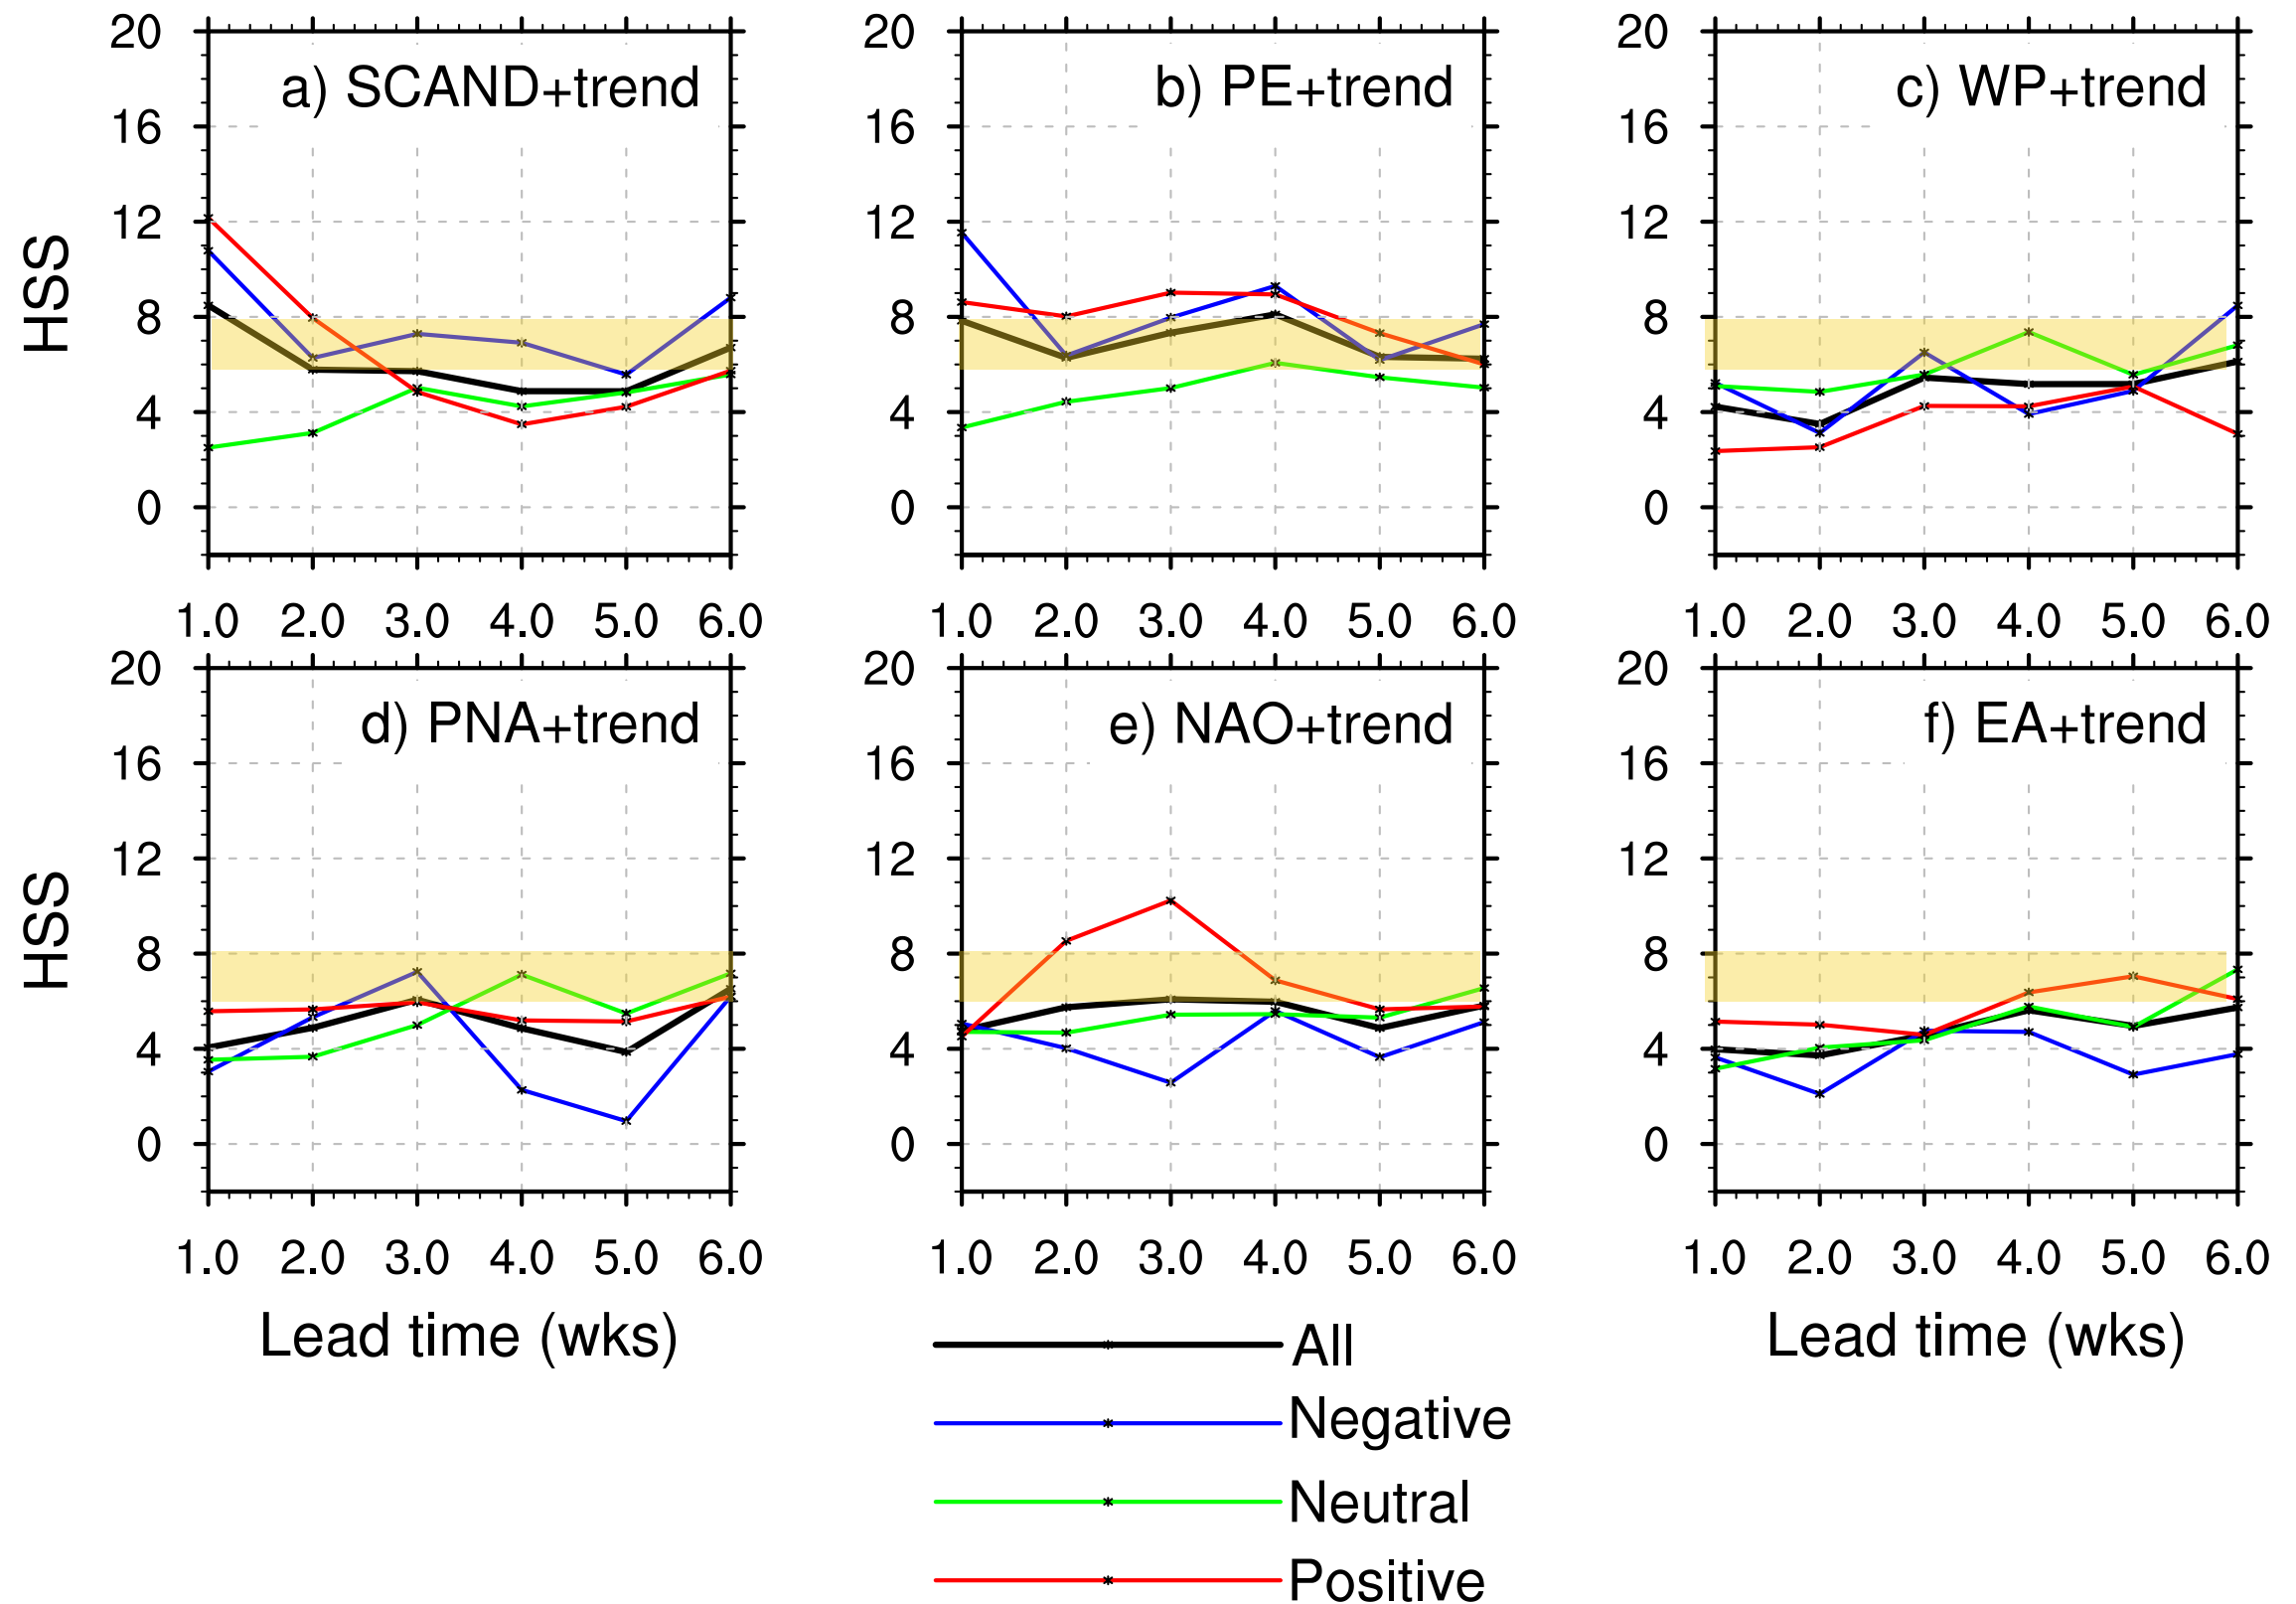 20 20 20
a) SCAND+trend b) PE+trend c) WP+trend
16 16 16
12 12 12
HSS
8 8 8
4 4 4
0 0 0
1.0 2.0 3.0 4.0 5.0 6.0 1.0 2.0 3.0 4.0 5.0 6.0 1.0 2.0 3.0 4.0 5.0 6.0
20 20 20
d) PNA+trend e) NAO+trend f) EA+trend
16 16 16
12 12 12
HSS
8 8 8
4 4 4
0 0 0
1.0 2.0 3.0 4.0 5.0 6.0 1.0 2.0 3.0 4.0 5.0 6.0 1.0 2.0 3.0 4.0 5.0 6.0
Lead time (wks) Lead time (wks)
All
Negative
Neutral
Positive